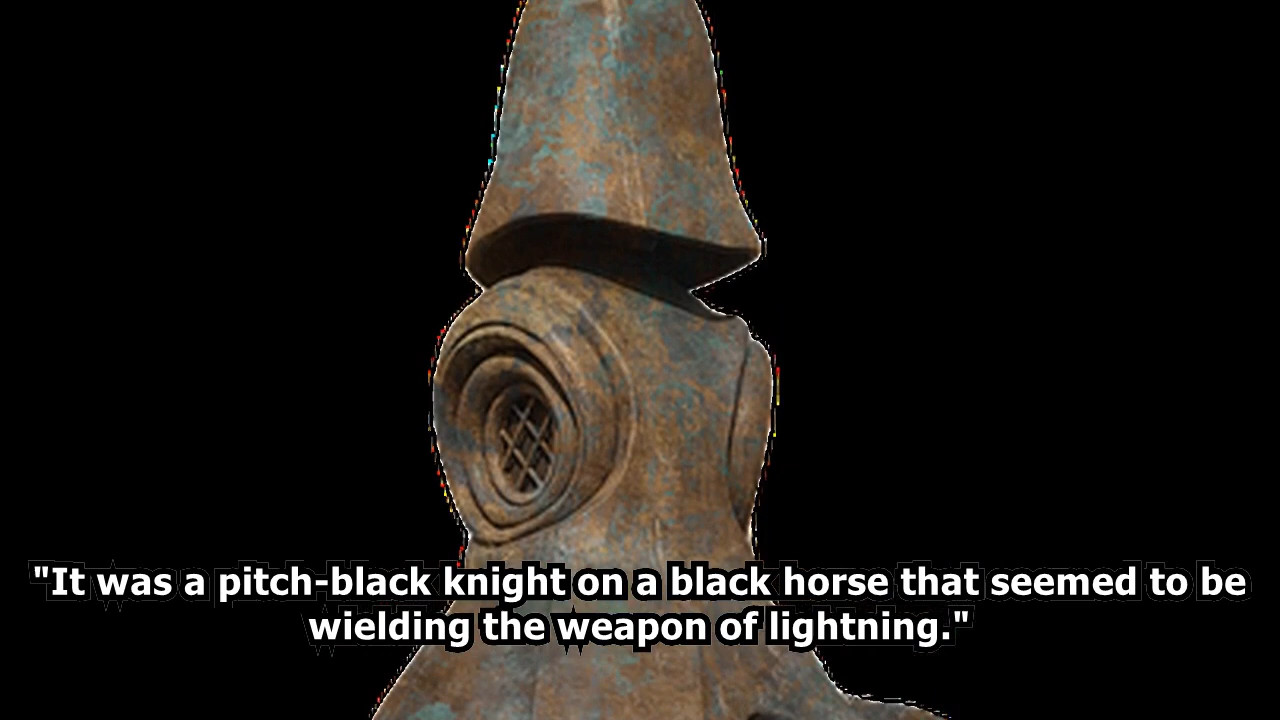 "It was a pitch-black knight on a black horse that seemed to be
wielding the weapon of lightning."